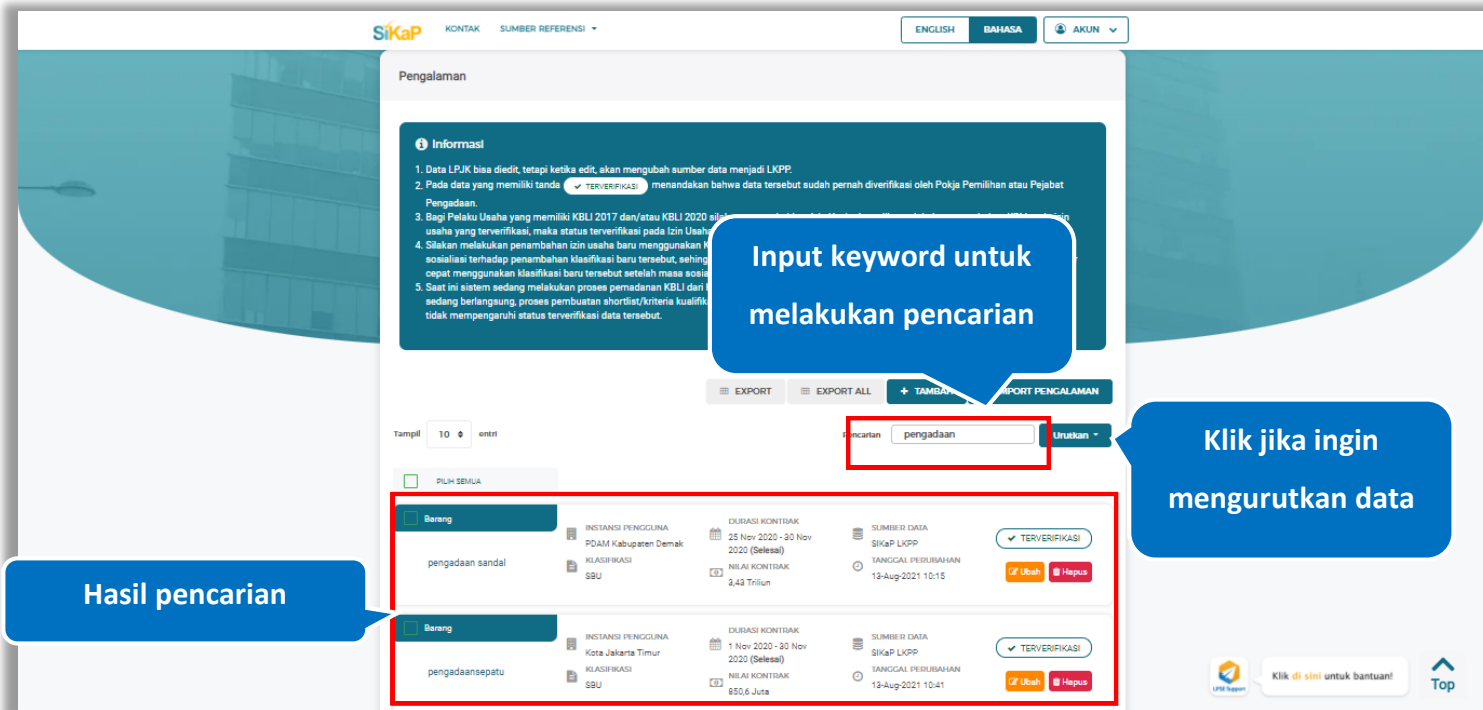 SiKaP KONTAK SUMBER REFERENSI ENGLISH BAHASA AKUN
Pengalaman
Informasi
1. Data LPJK bisa diedit, tetapi ketika edit, akan mengubah sumber data menjadi LKPP.
2. Pada data yang memiliki tanda TERVERIFIKASI menandakan bahwa data tersebut sudah pernah diverifikasi oleh Pokja Pemilihan atau Pejabat
Pengadaan.
3. Bagi Pelaku Usaha yang memiliki KBLI 2017 dan/atau KBLI 2020
usaha yang terverifikasi, maka status terverifikasi pada Izin Usaha
4. Silakan melakukan penambahan izin usaha baru menggunakan
sosialiasi terhadap penambahan klasifikasi baru tersebut,
cepat menggunakan klasifikasi baru tersebut setelah masa
5. Saat ini sistem sedang melakukan proses pemadanan KBLI dari
sedang berlangsung, proses pembuatan shortlist/kriteria
tidak mempengaruhi status terverifikasi data tersebut.
Input keyword untuk
melakukan pencarian
EXPORT EXPORT ALL + TAMBAH IMPORT PENGALAMAN
Tampil 10 entri Pencarian pengadaan Urutkan
Klik jika ingin
mengurutkan data
PILIH SEMUA
Barang
pengadaan sandal
INSTANSI PENGGUNA
PDAM Kabupaten Demak
KLASIFIKASI
SBU
DURASI KONTRAK
25 Nov 2020 - 30 Nov
2020 (Selesai)
NILAI KONTRAK
3,43 Triliun
SUMBER DATA
SIKaP LKPP
TANGGAL PERUBAHAN
13-Aug-2021 10:15
TERVERIFIKASI
Ubah Hapus
Hasil pencarian
Barang
pengadaansepatu
INSTANSI PENGGUNA
Kota Jakarta Timur
KLASIFIKASI
SBU
DURASI KONTRAK
1 Nov 2020 - 30 Nov
2020 (Selesai)
NILAI KONTRAK
850,6 Juta
SUMBER DATA
SIKaP LKPP
TANGGAL PERUBAHAN
13-Aug-2021 10:41
TERVERIFIKASI
Ubah Hapus
LPSE Support
Klik di sini untuk bantuan!
Top